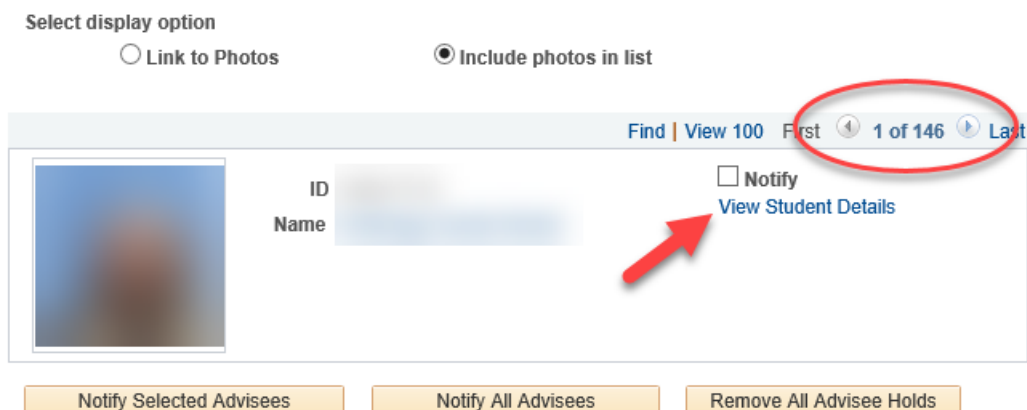 Select display option
Link to Photos Include photos in list
Find | View 100 First 1 of 146 Last
ID Notify
Name View Student Details
Notify Selected Advisees Notify All Advisees Remove All Advisee Holds